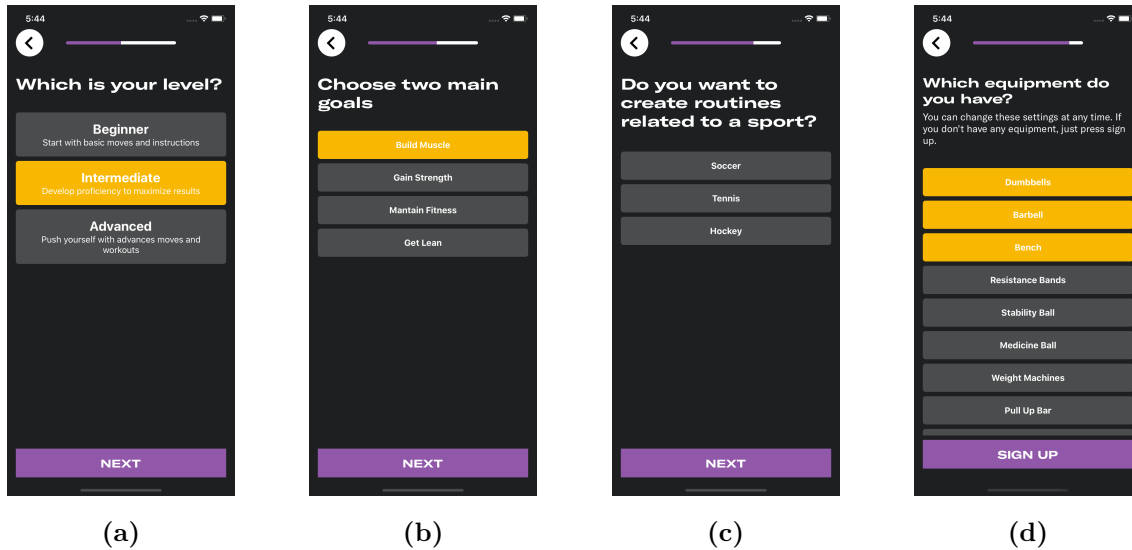 5:44
Which is your level?
Beginner
Start with basic moves and instructions
Intermediate
Develop proficiency to maximize results
Advanced
Push yourself with advances moves and
workouts
NEXT
(a)
5:44
Choose two main
goals
Build Muscle
Gain Strength
Mantain Fitness
Get Lean
NEXT
(b)
5:44
Do you want to
create routines
related to a sport?
Soccer
Tennis
Hockey
NEXT
(c)
5:44
Which equipment do
you have?
You can change these settings at any time. If
you don't have any equipment, just press sign
up.
Dumbbells
Barbell
Bench
Resistance Bands
Stability Ball
Medicine Ball
Weight Machines
Pull Up Bar
SIGN UP
(d)